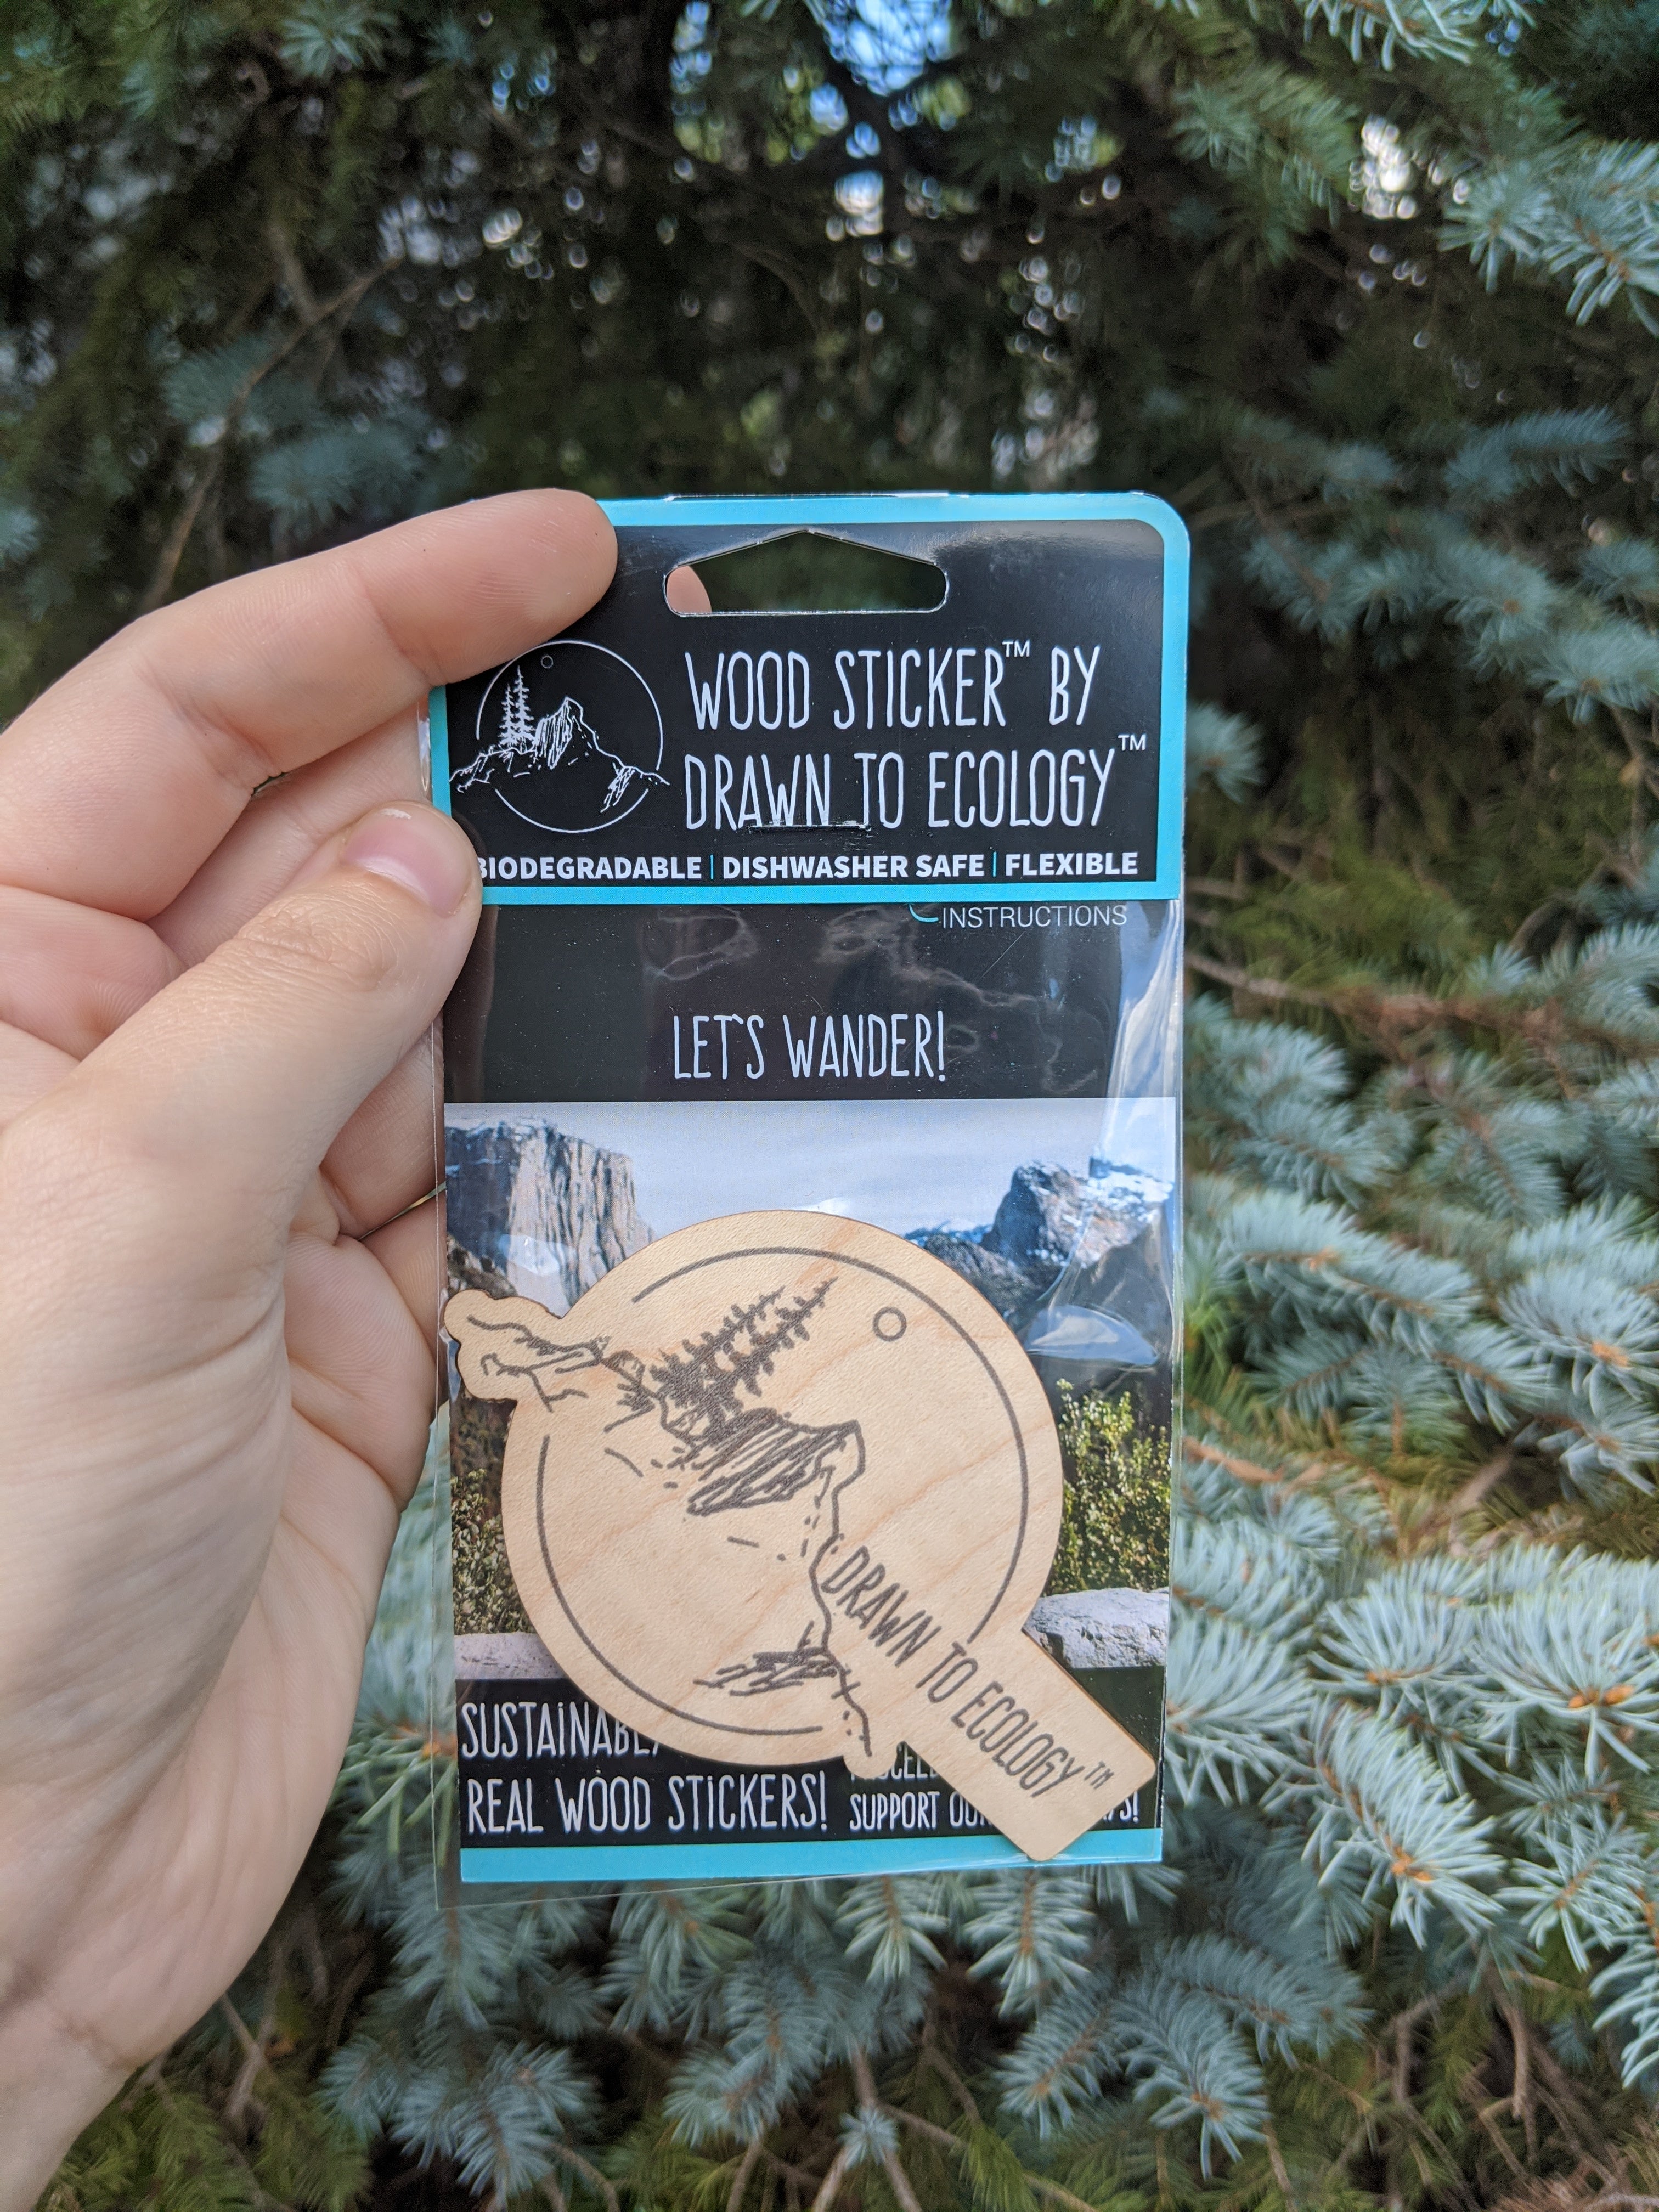 WOOD STICKER™ BY
DRAWN TO ECOLOGY™
BIODEGRADABLE | DISHWASHER SAFE | FLEXIBLE
INSTRUCTIONS
LET'S WANDER!
DRAWN TO ECOLOGY™
REAL WOOD STICKERS!
SUPPORT